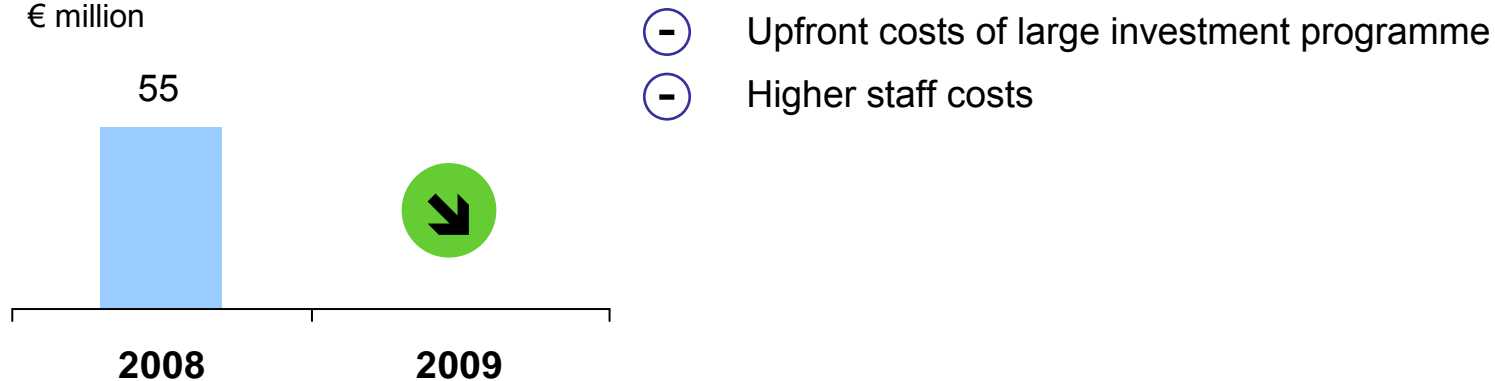 € million
55
2008
2009
- Upfront costs of large investment programme
- Higher staff costs